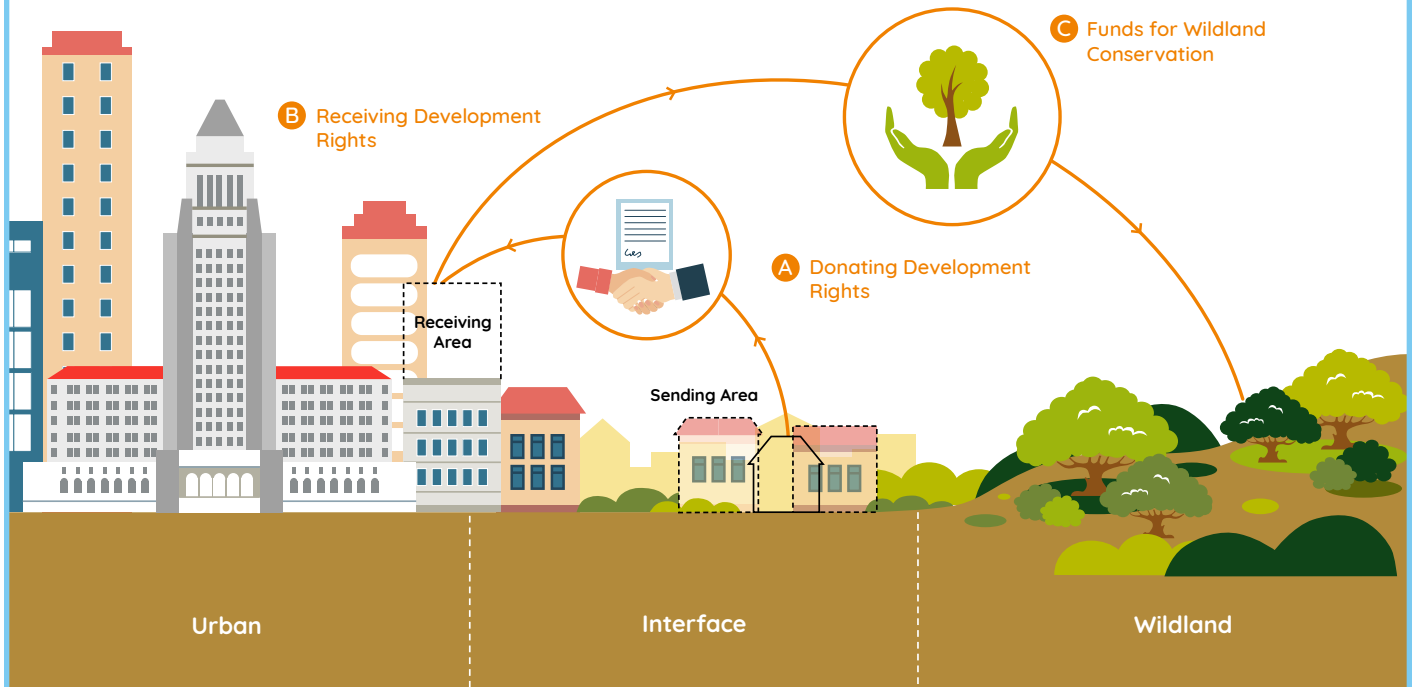 C Funds for Wildland
Conservation
B Receiving Development
Rights
A Donating Development
Rights
Receiving
Area
Sending Area
Urban
Interface
Wildland